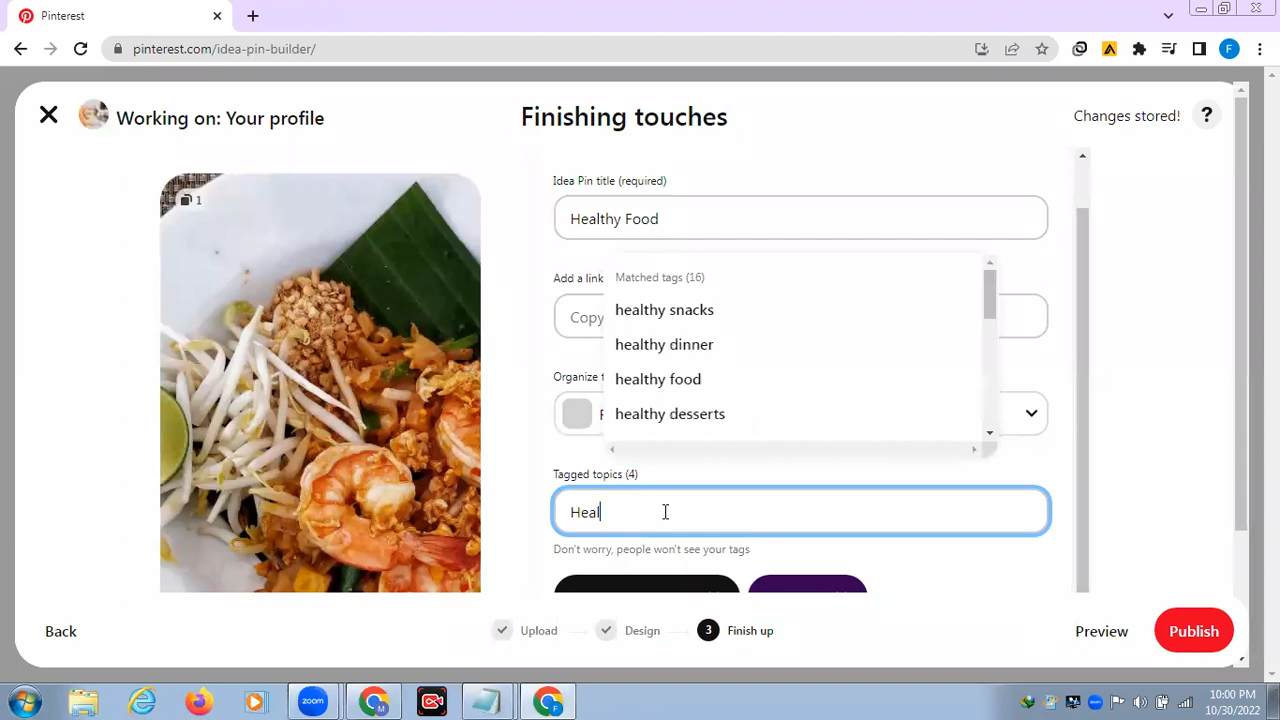 Pinterest
pinterest.com/idea-pin-builder/
F
Working on: Your profile
Finishing touches
Changes stored!
?
1
Idea Pin title (required)
Healthy Food
Add a link
Copy
Matched tags (16)
healthy snacks
healthy dinner
healthy food
healthy desserts
Organize t
Tagged topics (4)
Heal
Don't worry, people won't see your tags
Back
Upload
Design
3 Finish up
Preview
Publish
zoom
M
F
10:00 PM
10/30/2022